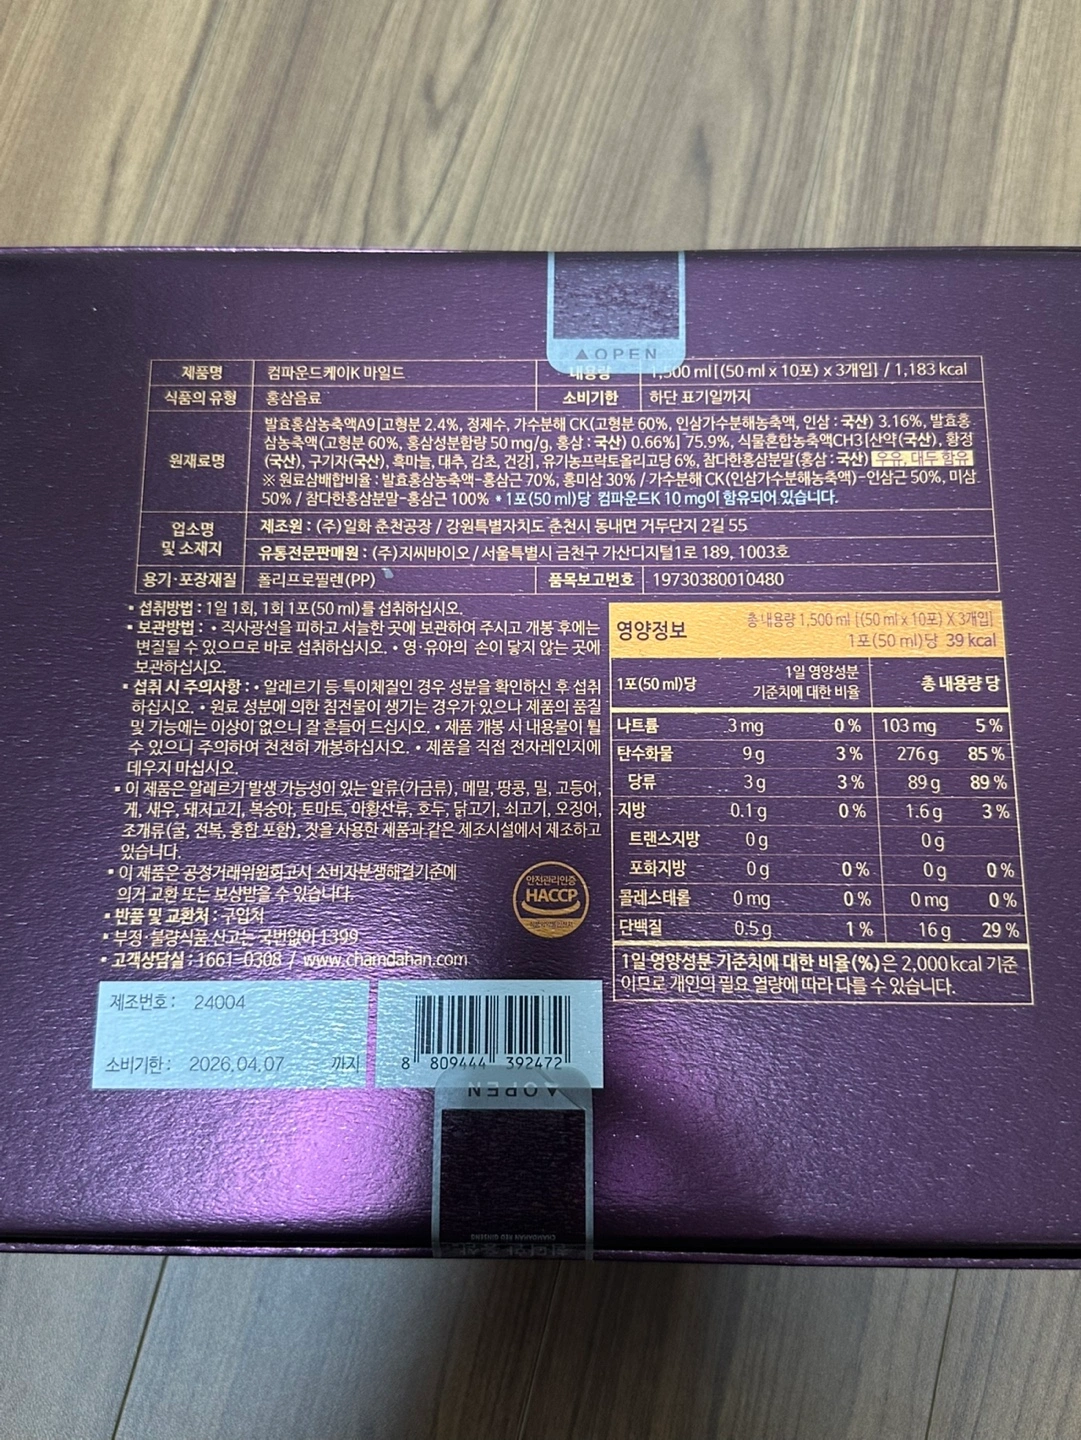 ▲OPEN
제품명 컴파운드케이K 마일드 내용량 1,500 ml [(50 ml x 10포) x 3개입] / 1,183 kcal
식품의 유형 홍삼음료 소비기한 하단 표기일까지
원재료명
발효홍삼농축액A9[고형분 2.4%, 정제수, 가수분해 CK(고형분 60%, 인삼가수분해농축액, 인삼 : 국산) 3.16%, 발효홍
삼농축액(고형분 60%, 홍삼성분함량 50 mg/g, 홍삼 : 국산) 0.66%] 75.9%, 식물혼합농축액CH3[산약(국산), 황정
(국산), 구기자(국산), 흑마늘, 대추, 감초, 건강], 유기농프락토올리고당 6%, 참다한홍삼분말(홍삼 : 국산) 우유, 대두 함유
※ 원료삼배합비율 : 발효홍삼농축액-홍삼근 70%, 홍미삼 30% / 가수분해 CK(인삼가수분해농축액)-인삼근 50%, 미삼
50% / 참다한홍삼분말-홍삼근 100% * 1포(50 ml)당 컴파운드K 10 mg이 함유되어 있습니다.
업소명
및 소재지
제조원 : (주)일화 춘천공장 / 강원특별자치도 춘천시 동내면 거두단지 2길 55
유통전문판매원 : (주)지씨바이오 / 서울특별시 금천구 가산디지털1로 189, 1003호
용기·포장재질 폴리프로필렌(PP) 품목보고번호 19730380010480
▪ 섭취방법 : 1일 1회, 1회 1포(50 ml)를 섭취하십시오.
▪ 보관방법 : • 직사광선을 피하고 서늘한 곳에 보관하여 주시고 개봉 후에는
변질될 수 있으므로 바로 섭취하십시오. • 영·유아의 손이 닿지 않는 곳에
보관하십시오.
▪ 섭취 시 주의사항 : • 알레르기 등 특이체질인 경우 성분을 확인하신 후 섭취
하십시오. • 원료 성분에 의한 침전물이 생기는 경우가 있으나 제품의 품질
및 기능에는 이상이 없으니 잘 흔들어 드십시오. • 제품 개봉 시 내용물이 튈
수 있으니 주의하여 천천히 개봉하십시오. • 제품을 직접 전자레인지에
데우지 마십시오.
▪ 이 제품은 알레르기 발생 가능성이 있는 알류(가금류), 메밀, 땅콩, 밀, 고등어,
게, 새우, 돼지고기, 복숭아, 토마토, 아황산류, 호두, 닭고기, 쇠고기, 오징어,
조개류(굴, 전복, 홍합 포함), 잣을 사용한 제품과 같은 제조시설에서 제조하고
있습니다.
▪ 이 제품은 공정거래위원회고시 소비자분쟁해결기준에
의거 교환 또는 보상받을 수 있습니다.
▪ 반품 및 교환처 : 구입처
▪ 부정·불량식품 신고는 국번없이 1399
▪ 고객상담실 : 1661-0308 / www.chamdahan.com
안전관리인증
HACCP
영양정보
총 내용량 1,500 ml [(50 ml x 10포) X 3개입]
1포(50 ml)당 39 kcal
1포(50 ml)당 1일 영양성분 기준치에 대한 비율 총 내용량 당
나트륨 3 mg 0 % 103 mg 5 %
탄수화물 9 g 3 % 276 g 85 %
당류 3 g 3 % 89 g 89 %
지방 0.1 g 0 % 1.6 g 3 %
트랜스지방 0 g 0 g
포화지방 0 g 0 % 0 g 0 %
콜레스테롤 0 mg 0 % 0 mg 0 %
단백질 0.5 g 1 % 16 g 29 %
1일 영양성분 기준치에 대한 비율(%)은 2,000 kcal 기준
이므로 개인의 필요 열량에 따라 다를 수 있습니다.
제조번호 : 24004
소비기한 : 2026.04.07 까지
8 809444 392472
▲OPEN
CHAMDAHAN RED GINSENG